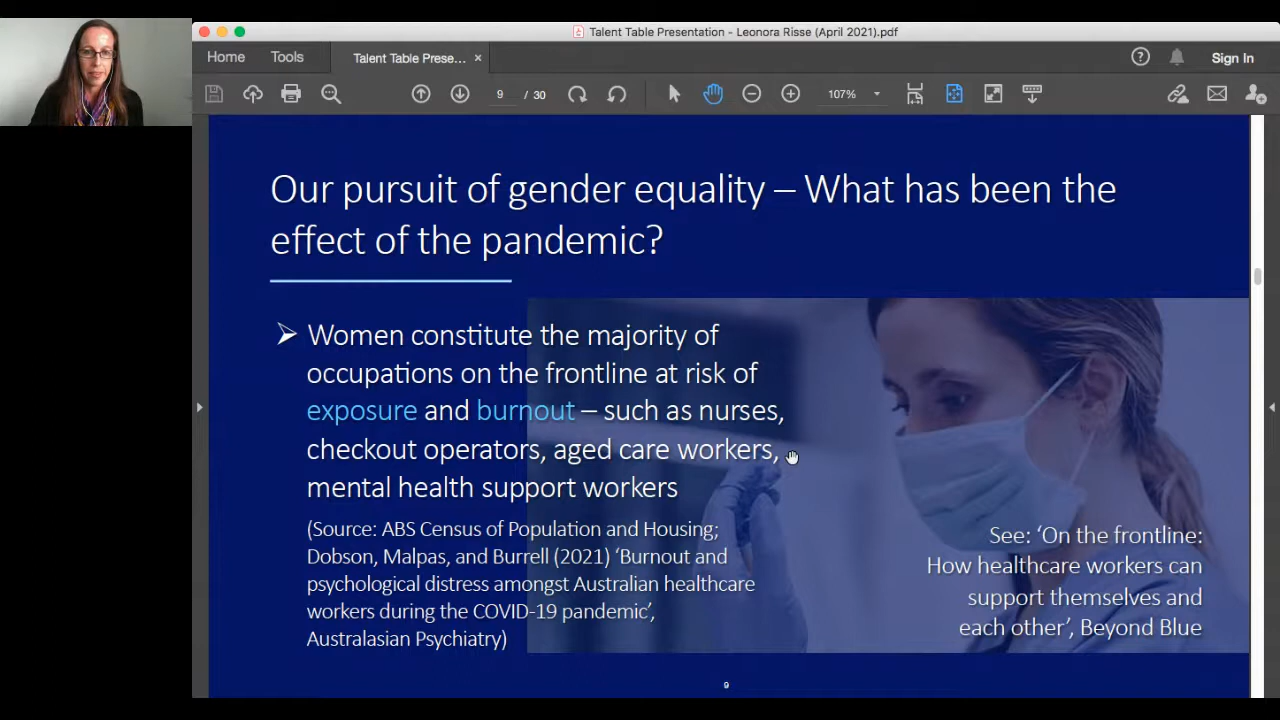 Talent Table Presentation - Leonora Risse (April 2021).pdf
Home
Tools
Talent Table Prese...
×
Sign In
9 / 30
107%
Our pursuit of gender equality – What has been the
effect of the pandemic?
➢ Women constitute the majority of
occupations on the frontline at risk of
exposure and burnout – such as nurses,
checkout operators, aged care workers,
mental health support workers
(Source: ABS Census of Population and Housing;
Dobson, Malpas, and Burrell (2021) ‘Burnout and
psychological distress amongst Australian healthcare
workers during the COVID-19 pandemic’,
Australasian Psychiatry)
See: ‘On the frontline:
How healthcare workers can
support themselves and
each other’, Beyond Blue
9